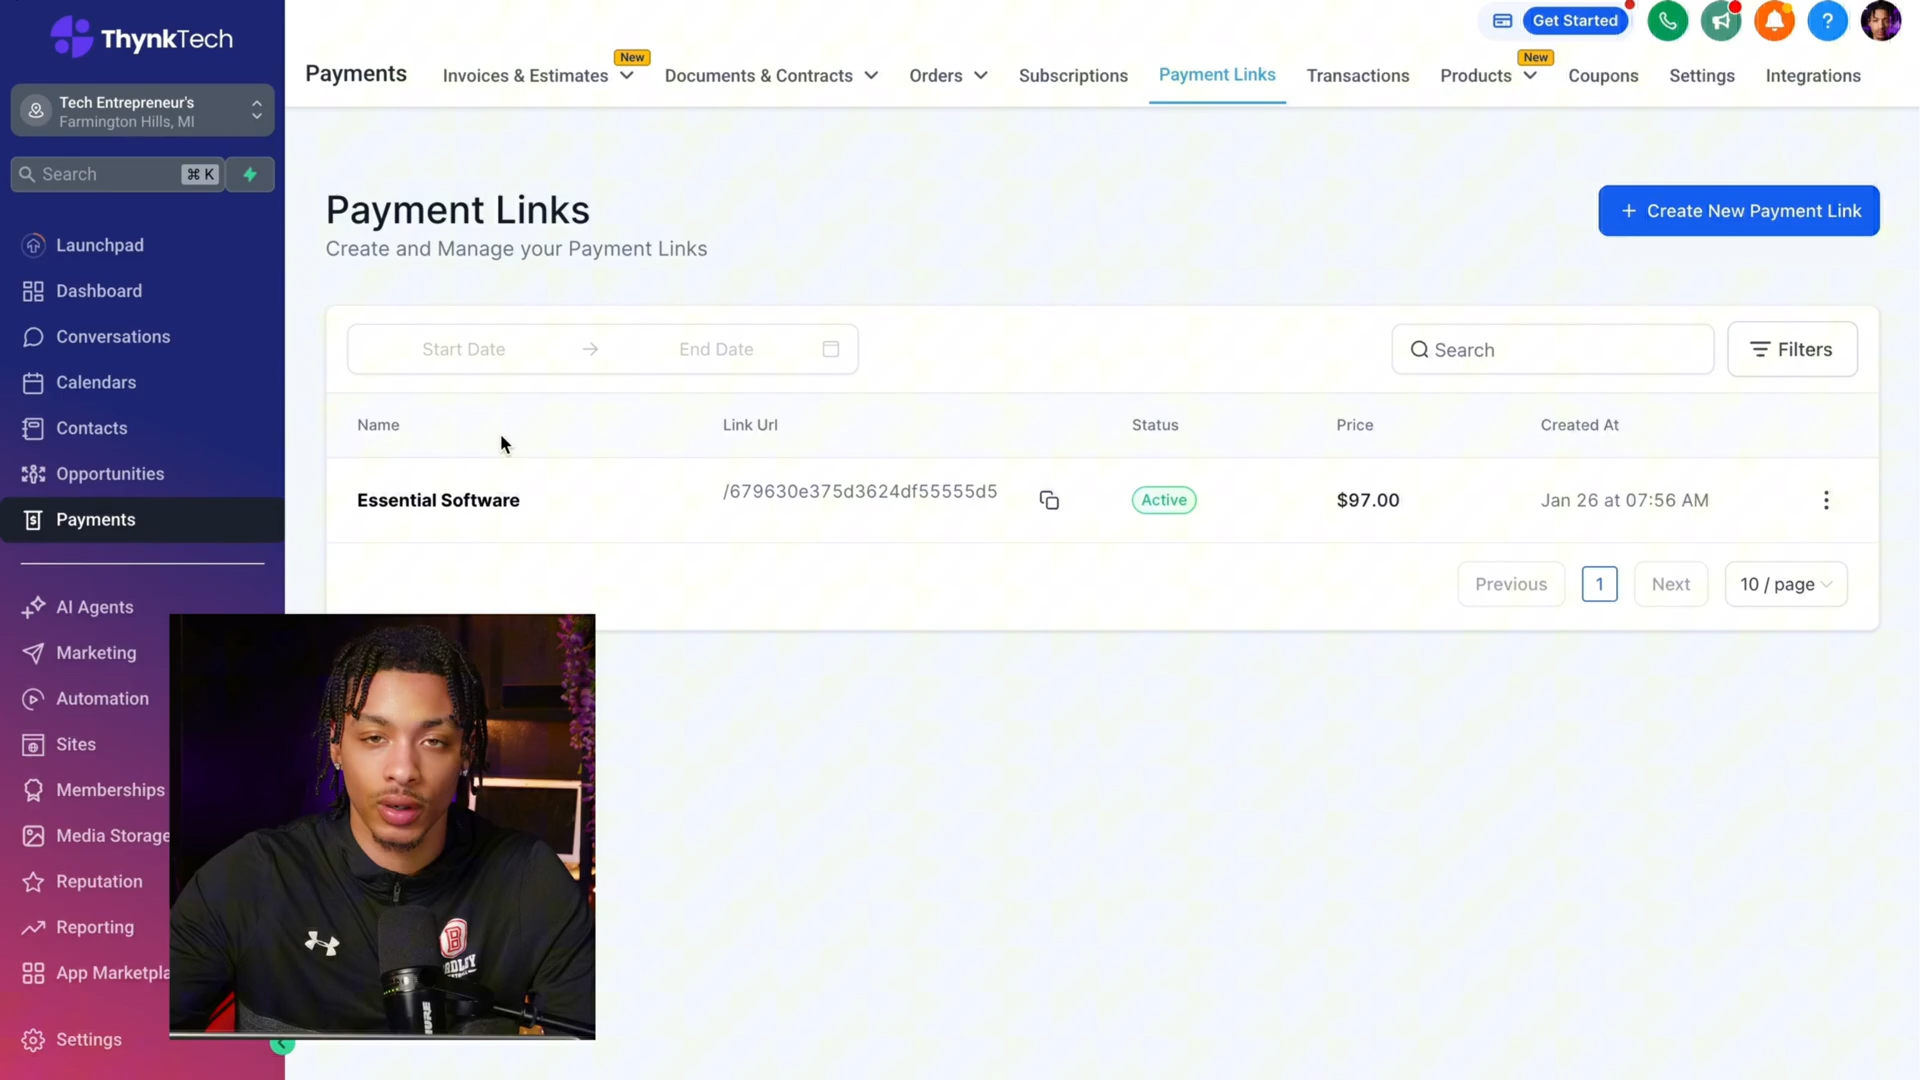 ThynkTech
Tech Entrepreneur's
Farmington Hills, MI
Search ⌘ K
Launchpad
Dashboard
Conversations
Calendars
Contacts
Opportunities
Payments
AI Agents
Marketing
Automation
Sites
Memberships
Media Storage
Reputation
Reporting
App Marketpla
Settings
Get Started
?
Payments
Invoices & Estimates
New
Documents & Contracts
Orders
Subscriptions
Payment Links
Transactions
Products
New
Coupons
Settings
Integrations
Payment Links
Create and Manage your Payment Links
+ Create New Payment Link
Start Date → End Date
Search
Filters
Name Link Url Status Price Created At
Essential Software /679630e375d3624df55555d5 Active $97.00 Jan 26 at 07:56 AM
Previous 1 Next 10 / page
B